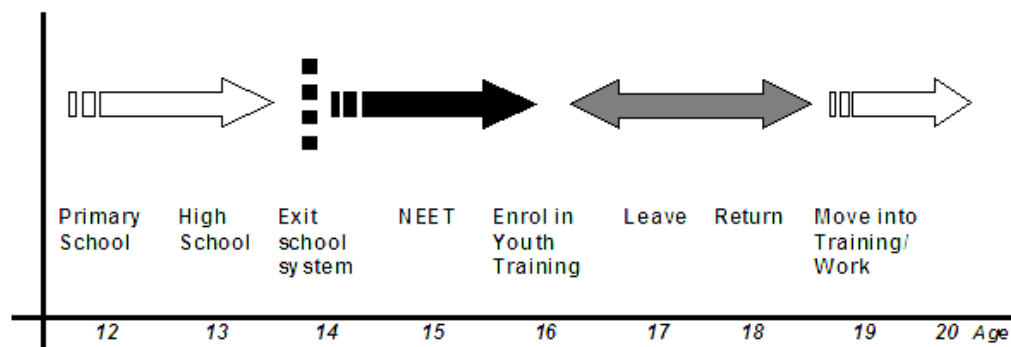 Primary School
High School
Exit school system
NEET
Enrol in Youth Training
Leave
Return
Move into Training/ Work
12 13 14 15 16 17 18 19 20 Age